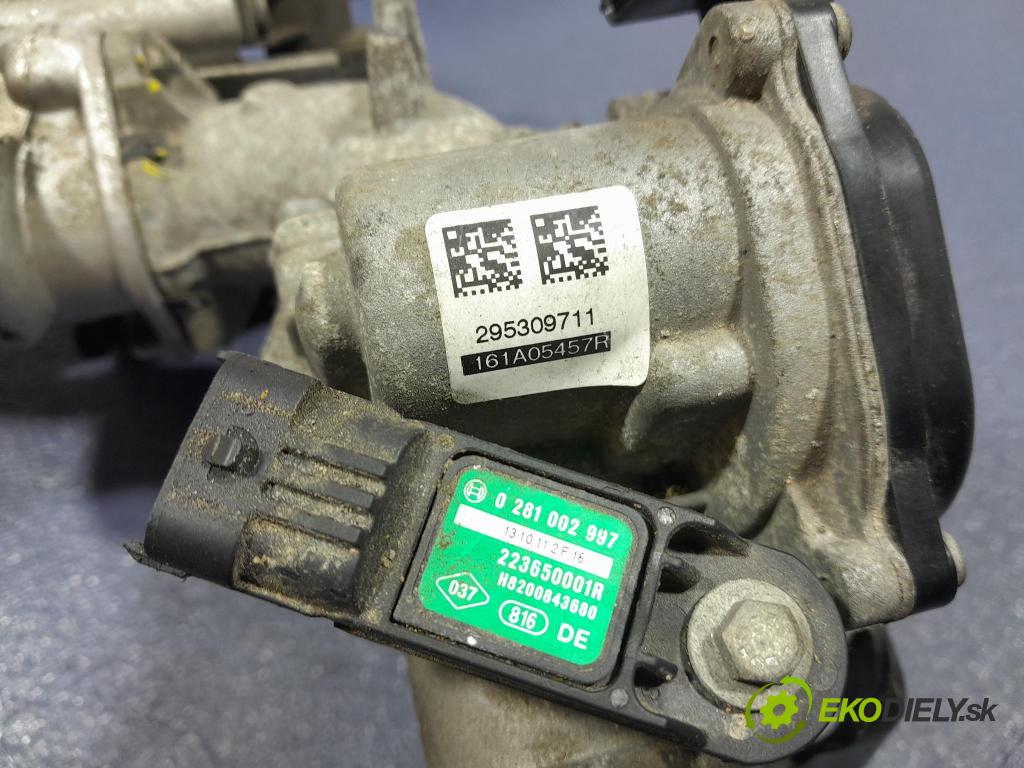 295309711
161A05457R
0 281 002 997
1310112F16
223650001R
H8200843680
037
816 DE
EKODIELY.sk